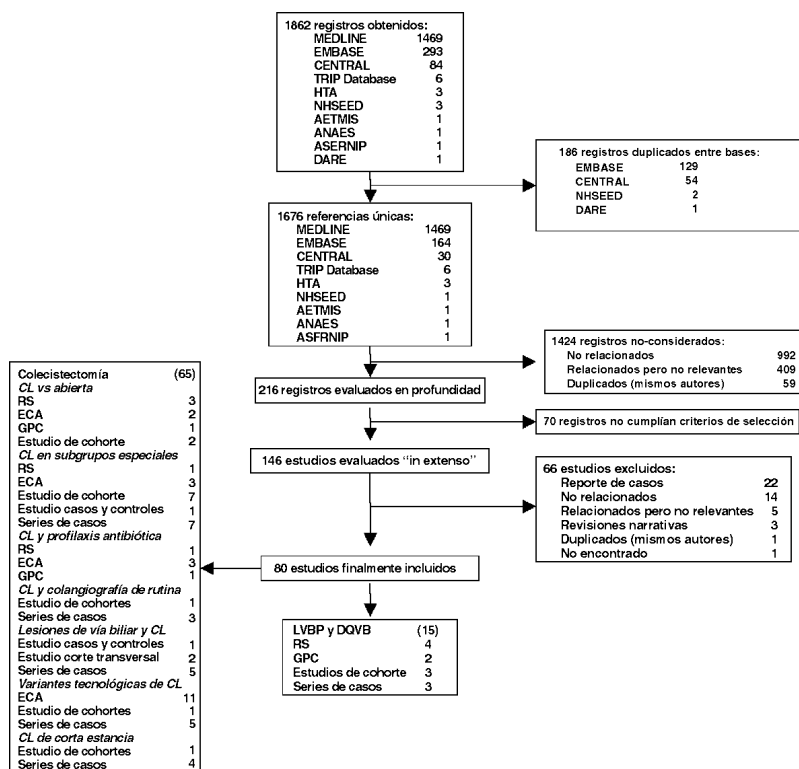 1862 registros obtenidos:
MEDLINE 1469
EMBASE 293
CENTRAL 84
TRIP Database 6
HTA 3
NHSEED 3
AETMIS 1
ANAES 1
ASERNIP 1
DARE 1
186 registros duplicados entre bases:
EMBASE 129
CENTRAL 54
NHSEED 2
DARE 1
1676 referencias únicas:
MEDLINE 1469
EMBASE 164
CENTRAL 30
TRIP Database 6
HTA 3
NHSEED 1
AETMIS 1
ANAES 1
ASFRNIP 1
1424 registros no-considerados:
No relacionados 992
Relacionados pero no relevantes 409
Duplicados (mismos autores) 59
216 registros evaluados en profundidad
70 registros no cumplían criterios de selección
146 estudios evaluados "in extenso"
66 estudios excluidos:
Reporte de casos 22
No relacionados 14
Relacionados pero no relevantes 5
Revisiones narrativas 3
Duplicados (mismos autores) 1
No encontrado 1
80 estudios finalmente incluidos
Colecistectomía (65)
CL vs abierta
RS 3
ECA 2
GPC 1
Estudio de cohorte 2
CL en subgrupos especiales
RS 1
ECA 3
Estudio de cohorte 7
Estudio casos y controles 1
Series de casos 7
CL y profilaxis antibiótica
RS 1
ECA 3
GPC 1
CL y colangiografía de rutina
Estudio de cohortes 1
Series de casos 3
Lesiones de vía biliar y CL
Estudio casos y controles 1
Estudio corte transversal 2
Series de casos 5
Variantes tecnológicas de CL
ECA 11
Estudio de cohortes 1
Series de casos 5
CL de corta estancia
Estudio de cohortes 1
Series de casos 4
LVBP y DQVB (15)
RS 4
GPC 2
Estudios de cohorte 3
Series de casos 3